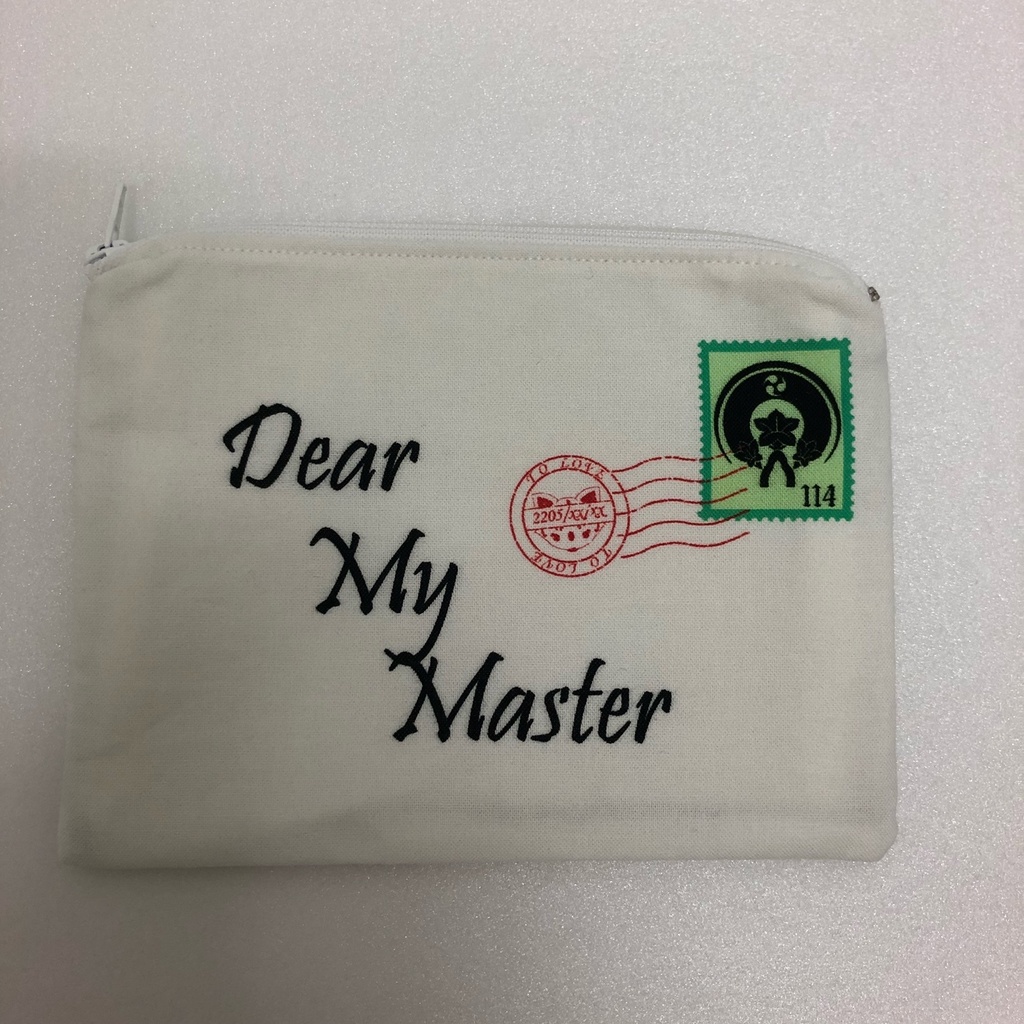 Dear
My
Master
TO LOVE
2205/XX/XX
TO LOVE
114